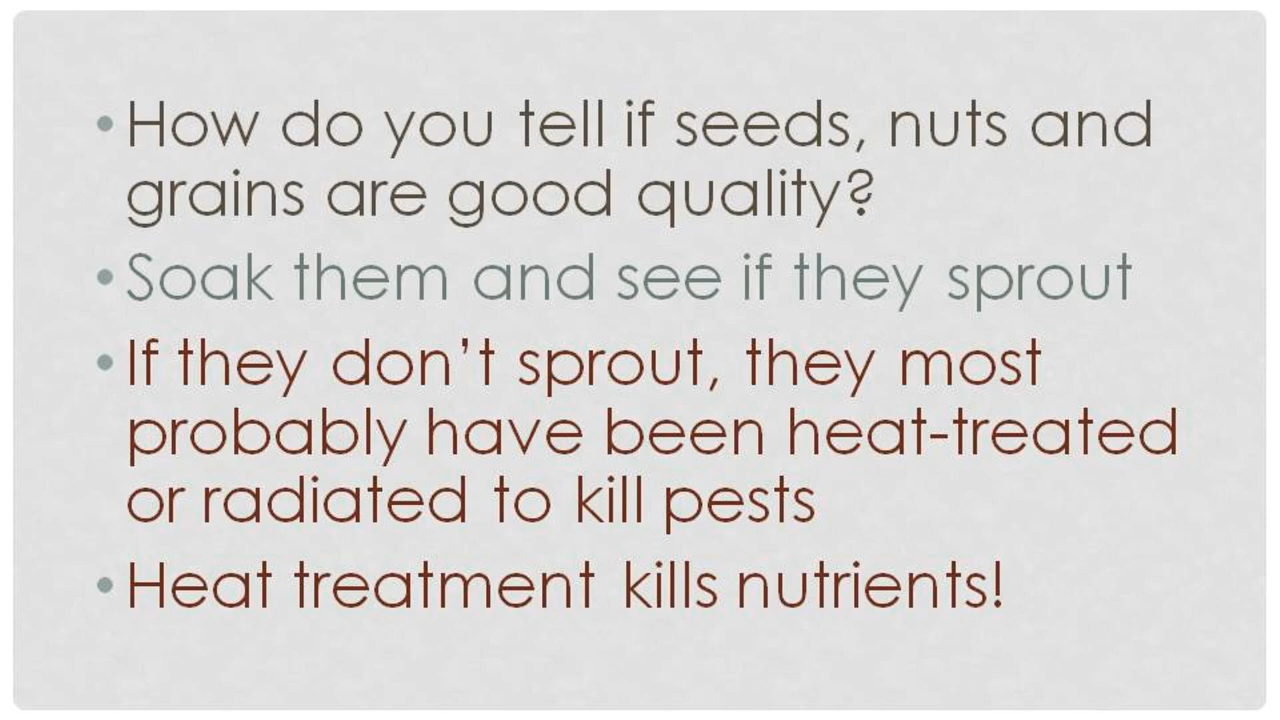 • How do you tell if seeds, nuts and
grains are good quality?
• Soak them and see if they sprout
• If they don’t sprout, they most
probably have been heat-treated
or radiated to kill pests
• Heat treatment kills nutrients!